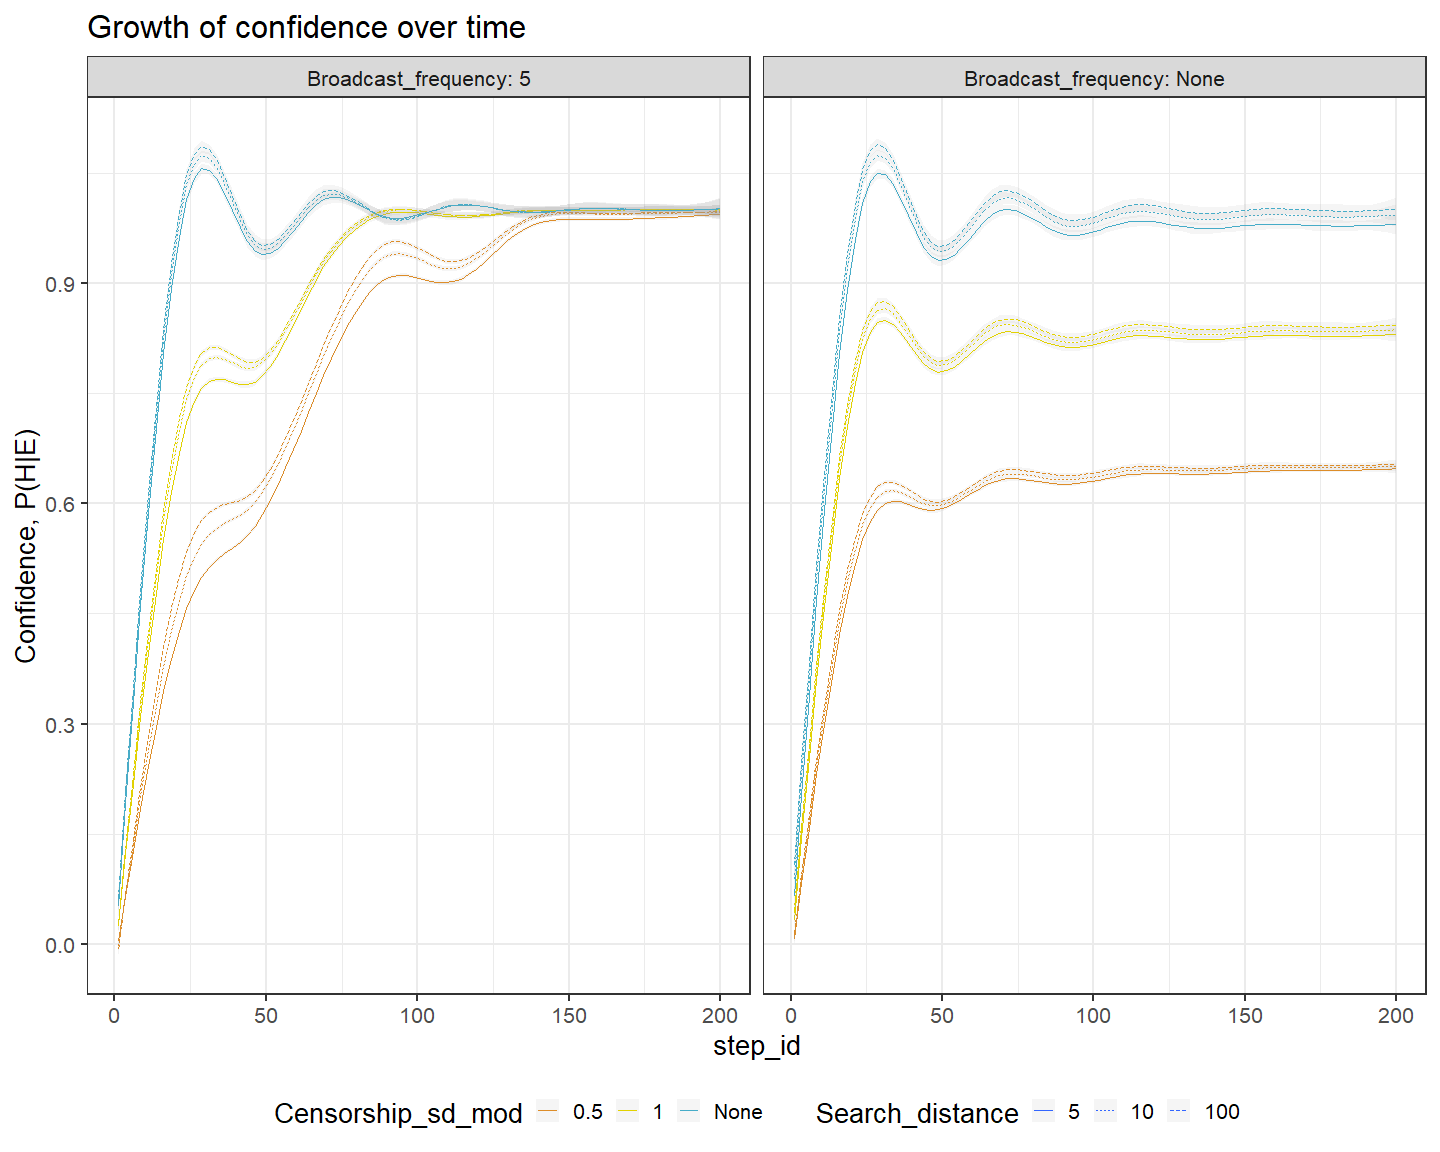 Growth of confidence over time
Broadcast_frequency: 5
Broadcast_frequency: None
Confidence, P(H|E)
0.9
0.6
0.3
0.0
0 50 100 150 200
0 50 100 150 200
step_id
Censorship_sd_mod 0.5 1 None
Search_distance 5 10 100